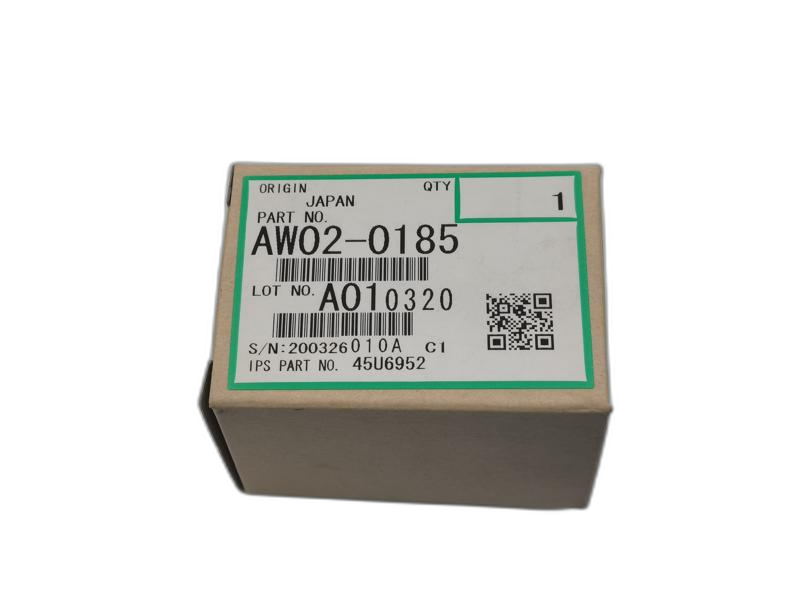 ORIGIN
JAPAN
QTY
1
PART NO.
AW02-0185
LOT NO. A010320
S/N:200326010A C1
IPS PART NO. 45U6952